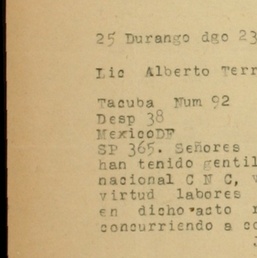 25 Durango dgo 23
Lic Alberto Terr
Tacuba Num 92
Desp 38
MexicoDF
SP 365. Señores
han tenido gentil
nacional C N C, v
virtud labores
en dicho acto
concurriendo a co